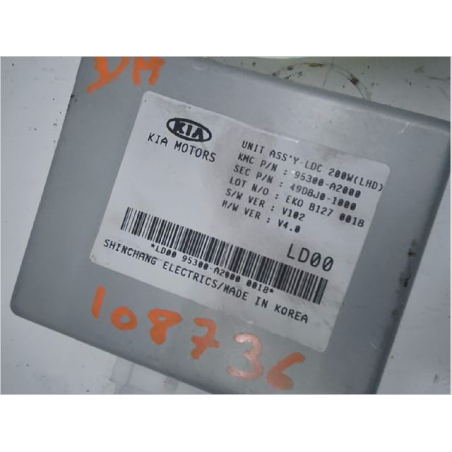 KIA
KIA MOTORS
UNIT ASS'Y-LDC 200W(LHD)
KMC P/N : 95300-A2000
SEC P/N : 49DBJ0-1000
LOT N/O : EKO B127 0018
S/W VER : V102
H/W VER : V4.0
LD00
*LD00 95300-A2000 0018*
SHINCHANG ELECTRICS/MADE IN KOREA
108736